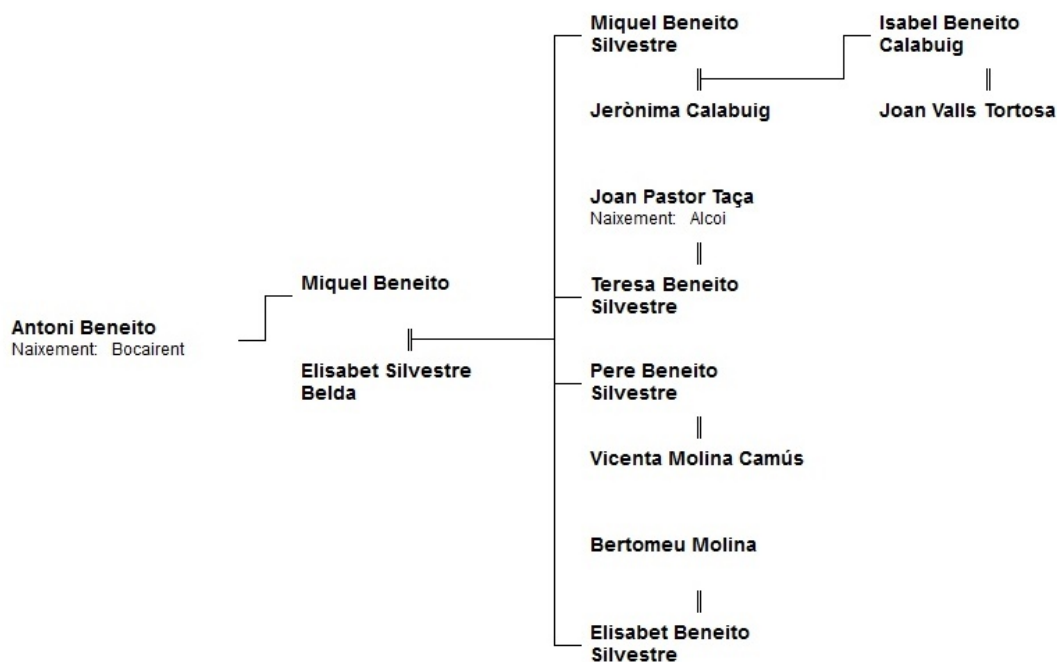 Antoni Beneito
Naixement: Bocairent
Miquel Beneito
Elisabet Silvestre
Belda
Miquel Beneito
Silvestre
Jerònima Calabuig
Joan Pastor Taça
Naixement: Alcoi
Teresa Beneito
Silvestre
Pere Beneito
Silvestre
Vicenta Molina Camús
Bertomeu Molina
Elisabet Beneito
Silvestre
Isabel Beneito
Calabuig
Joan Valls Tortosa